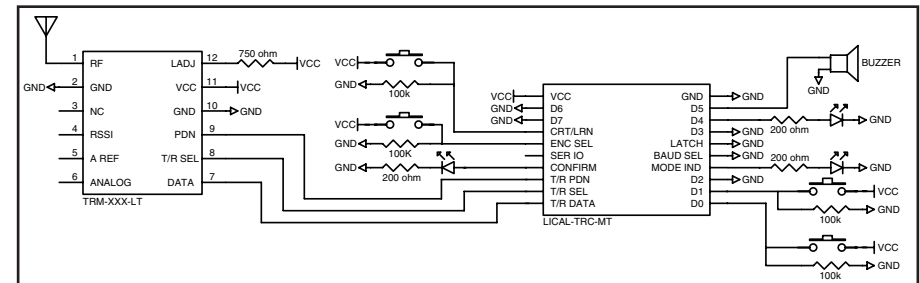 1 RF LADJ 12 750 ohm VCC
GND 2 GND VCC 11 VCC
3 NC GND 10 GND
4 RSSI PDN 9
5 A REF T/R SEL 8
6 ANALOG DATA 7
TRM-XXX-LT
VCC
GND 100k
VCC
GND 100K
GND 200 ohm
VCC VCC GND GND
GND D6 D5
GND D7 D4
CRT/LRN D3 GND
ENC SEL LATCH GND
SER IO BAUD SEL GND
CONFIRM MODE IND
T/R PDN D2 GND
T/R SEL D1
T/R DATA D0
LICAL-TRC-MT
BUZZER
GND
200 ohm GND
200 ohm GND
VCC
GND
100k
VCC
GND
100k